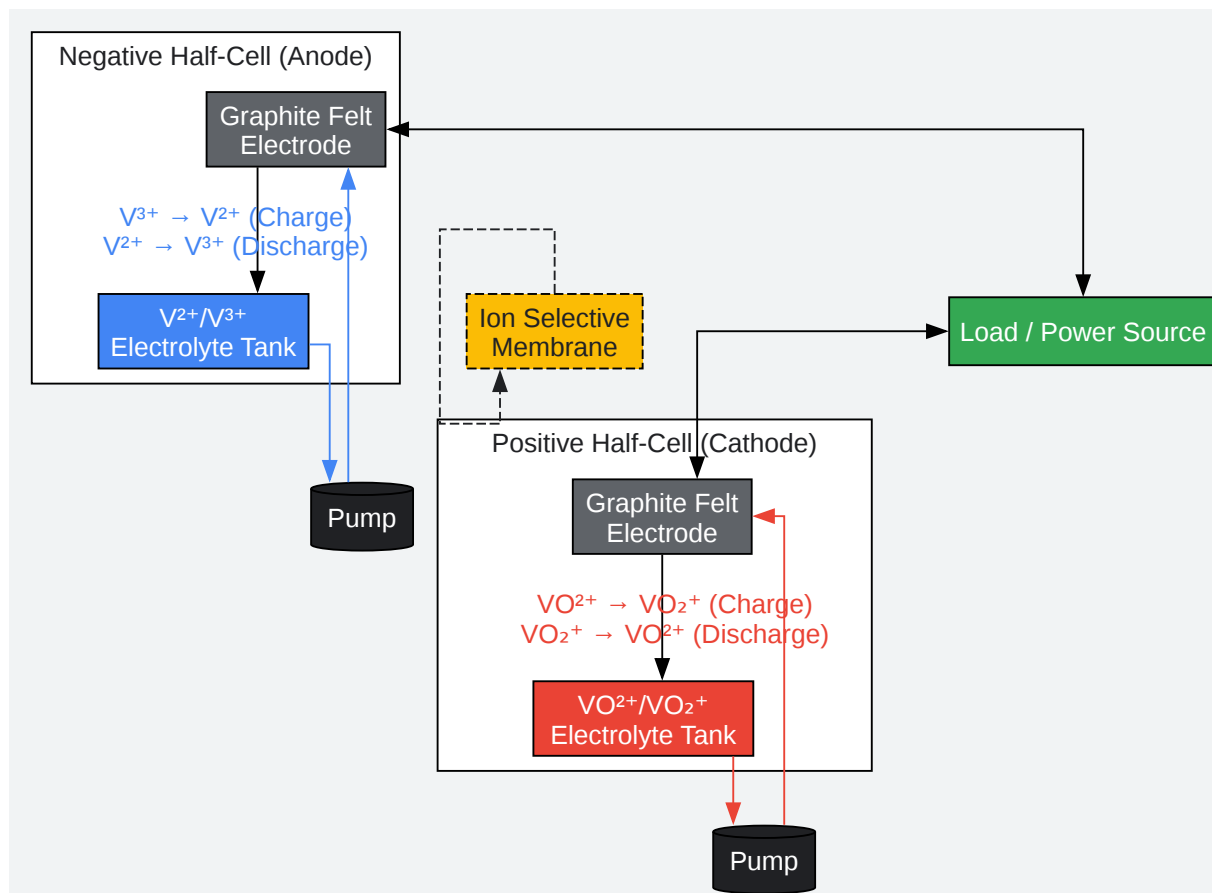 Negative Half-Cell (Anode)
Graphite Felt
Electrode
V³⁺ → V²⁺ (Charge)
V²⁺ → V³⁺ (Discharge)
V²⁺/V³⁺
Electrolyte Tank
Pump
Ion Selective
Membrane
Load / Power Source
Positive Half-Cell (Cathode)
Graphite Felt
Electrode
VO²⁺ → VO₂⁺ (Charge)
VO₂⁺ → VO²⁺ (Discharge)
VO²⁺/VO₂⁺
Electrolyte Tank
Pump